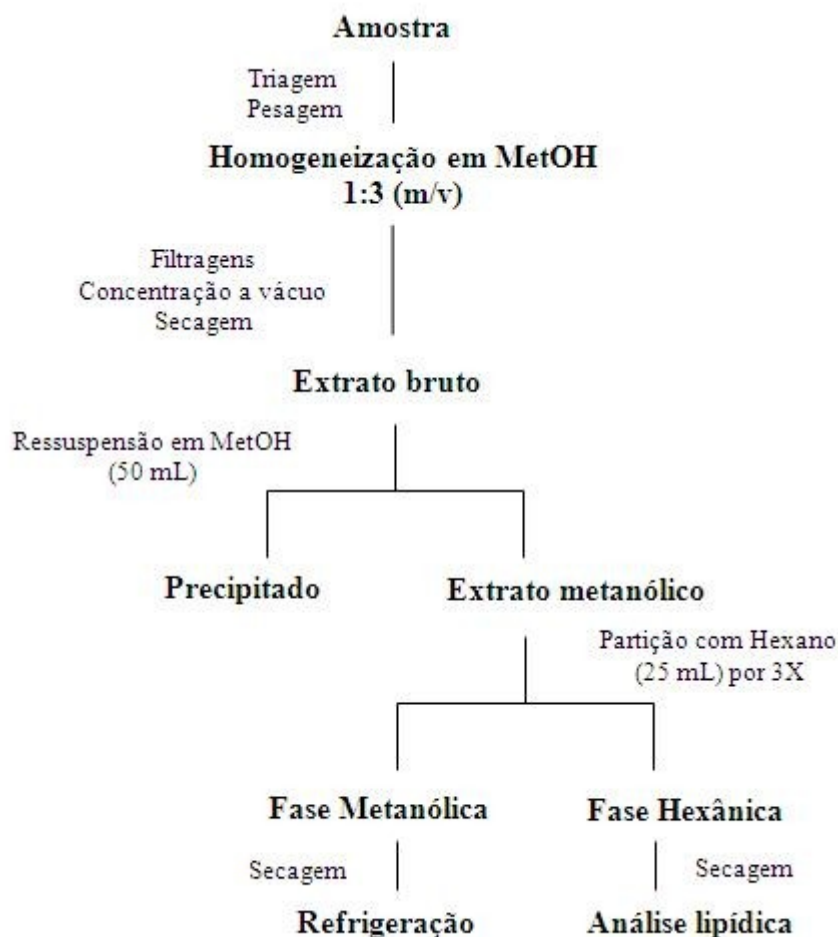 Amostra
Triagem
Pesagem
Homogeneização em MetOH
1:3 (m/v)
Filtragens
Concentração a vácuo
Secagem
Extrato bruto
Ressuspensão em MetOH
(50 mL)
Precipitado
Extrato metanólico
Partição com Hexano
(25 mL) por 3X
Fase Metanólica
Fase Hexânica
Secagem
Secagem
Refrigeração
Análise lipídica